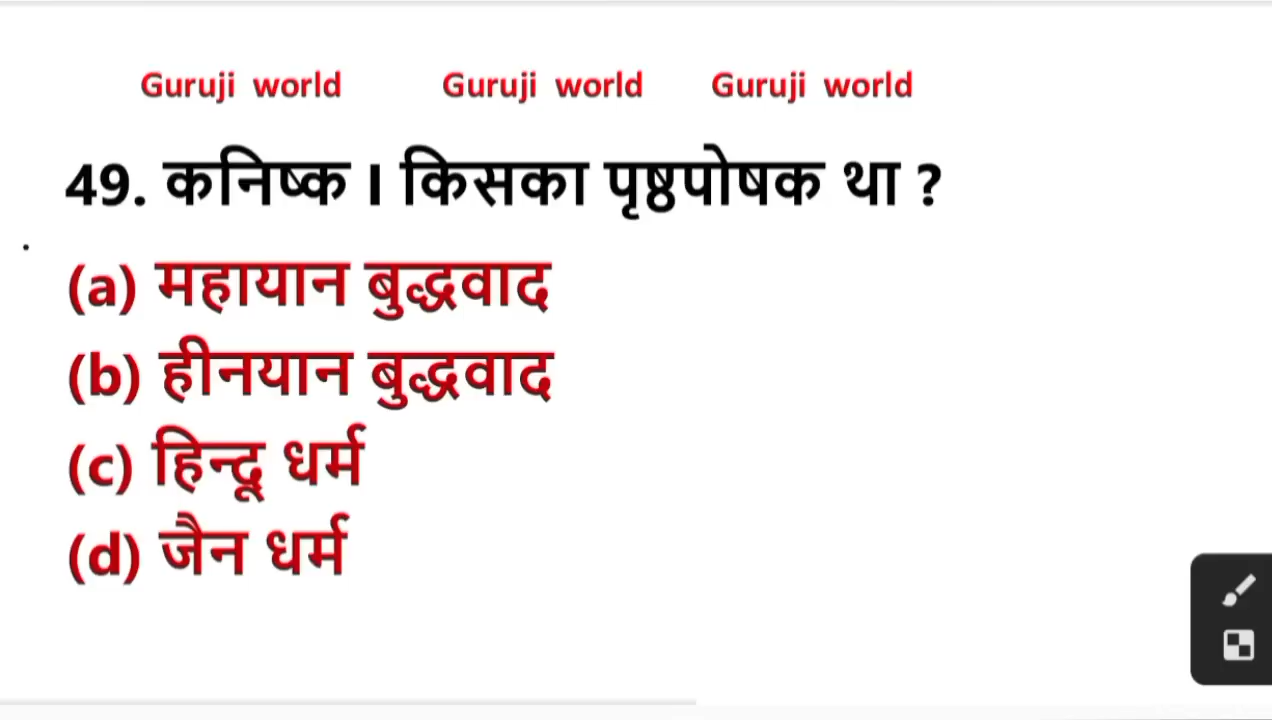 Guruji world Guruji world Guruji world
49. कनिष्क I किसका पृष्ठपोषक था ?
(a) महायान बुद्धवाद
(b) हीनयान बुद्धवाद
(c) हिन्दू धर्म
(d) जैन धर्म